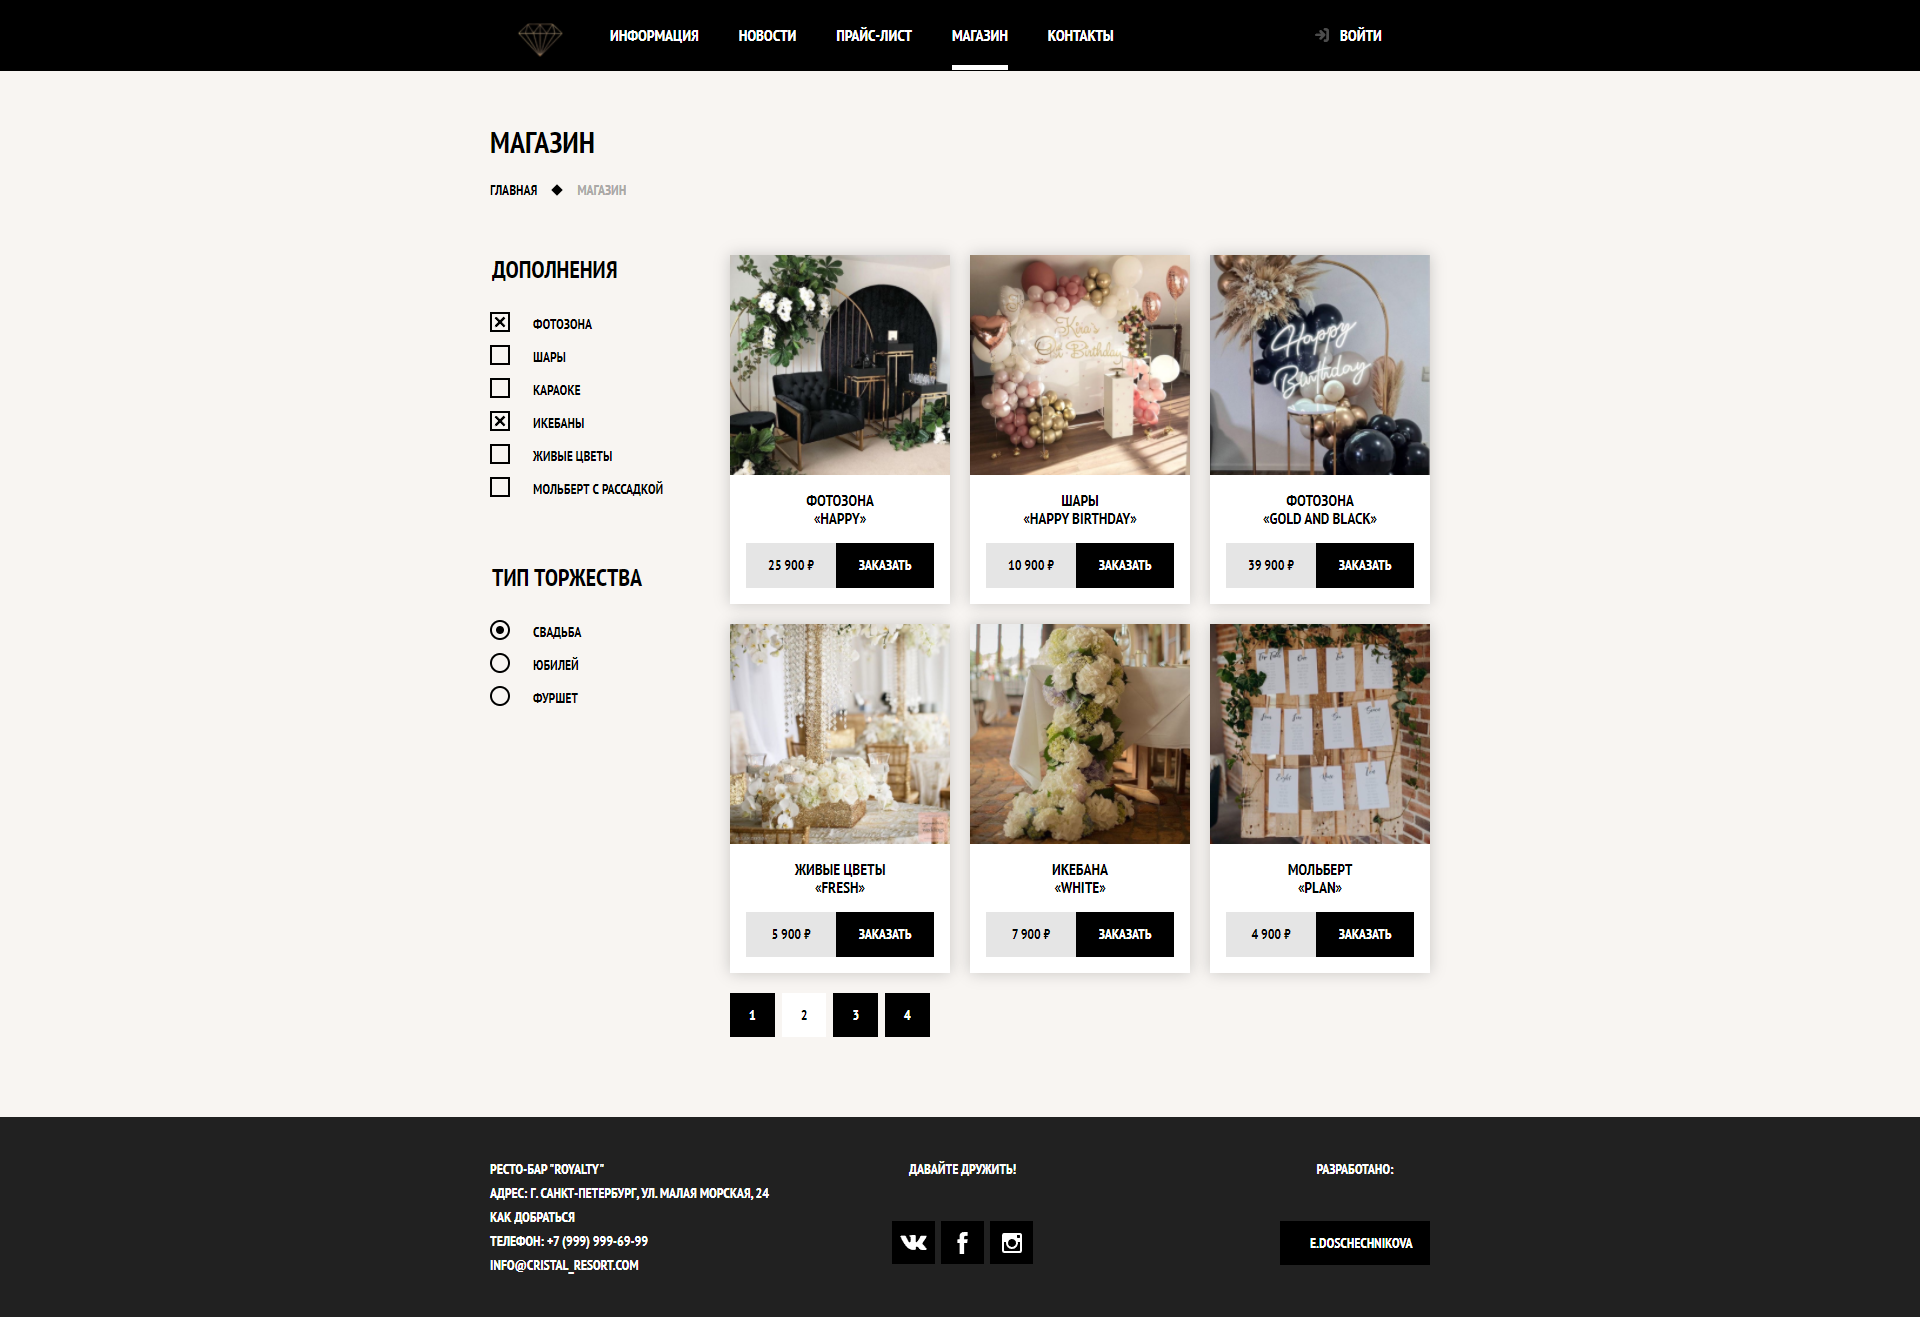 ИНФОРМАЦИЯ НОВОСТИ ПРАЙС-ЛИСТ МАГАЗИН КОНТАКТЫ ВОЙТИ
МАГАЗИН
ГЛАВНАЯ МАГАЗИН
ДОПОЛНЕНИЯ
ФОТОЗОНА
ШАРЫ
КАРАОКЕ
ИКЕБАНЫ
ЖИВЫЕ ЦВЕТЫ
МОЛЬБЕРТ С РАССАДКОЙ
ТИП ТОРЖЕСТВА
СВАДЬБА
ЮБИЛЕЙ
ФУРШЕТ
ФОТОЗОНА
«HAPPY»
25 900 ₽ ЗАКАЗАТЬ
Kira's
Birthday
ШАРЫ
«HAPPY BIRTHDAY»
10 900 ₽ ЗАКАЗАТЬ
Happy
Birthday
ФОТОЗОНА
«GOLD AND BLACK»
39 900 ₽ ЗАКАЗАТЬ
ЖИВЫЕ ЦВЕТЫ
«FRESH»
5 900 ₽ ЗАКАЗАТЬ
ИКЕБАНА
«WHITE»
7 900 ₽ ЗАКАЗАТЬ
МОЛЬБЕРТ
«PLAN»
4 900 ₽ ЗАКАЗАТЬ
1 2 3 4
РЕСТО-БАР "ROYALTY"
АДРЕС: Г. САНКТ-ПЕТЕРБУРГ, УЛ. МАЛАЯ МОРСКАЯ, 24
КАК ДОБРАТЬСЯ
ТЕЛЕФОН: +7 (999) 999-69-99
INFO@CRISTAL_RESORT.COM
ДАВАЙТЕ ДРУЖИТЬ!
РАЗРАБОТАНО:
E.DOSCHECHNIKOVA